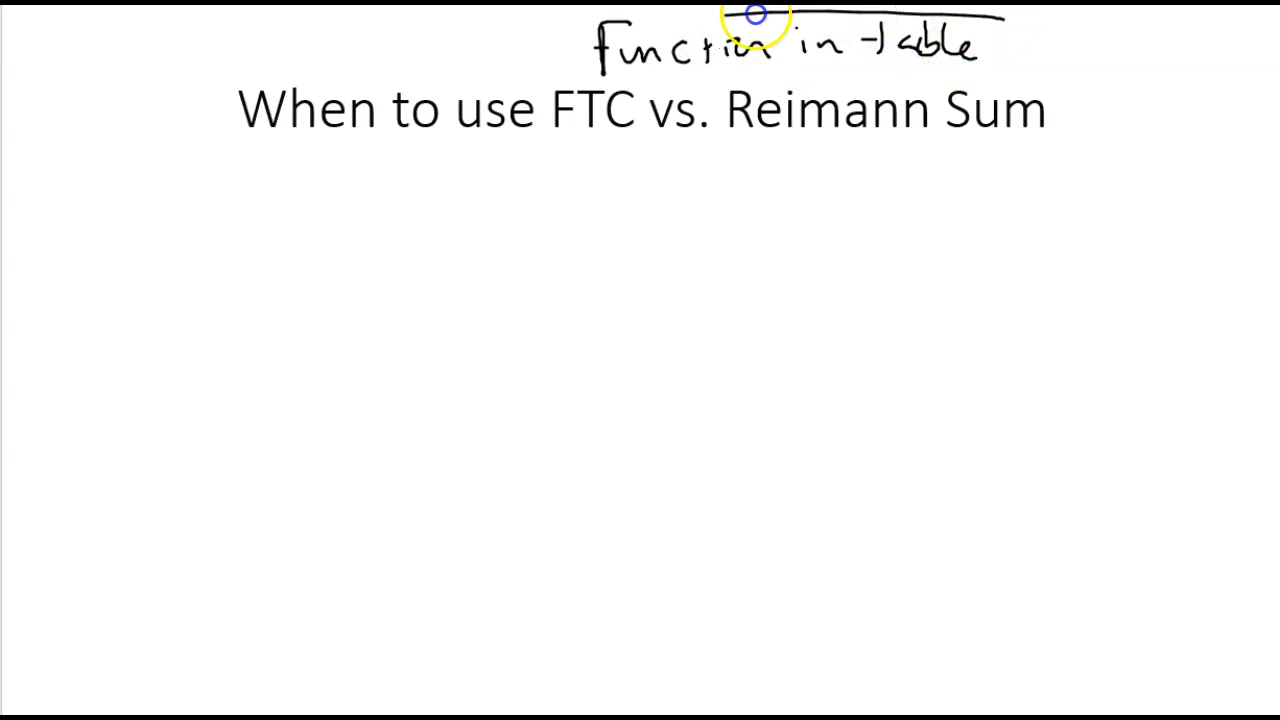 Function in table
When to use FTC vs. Reimann Sum